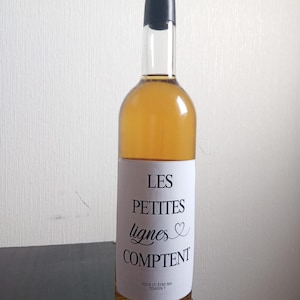 LES
PETITES
lignes
COMPTENT